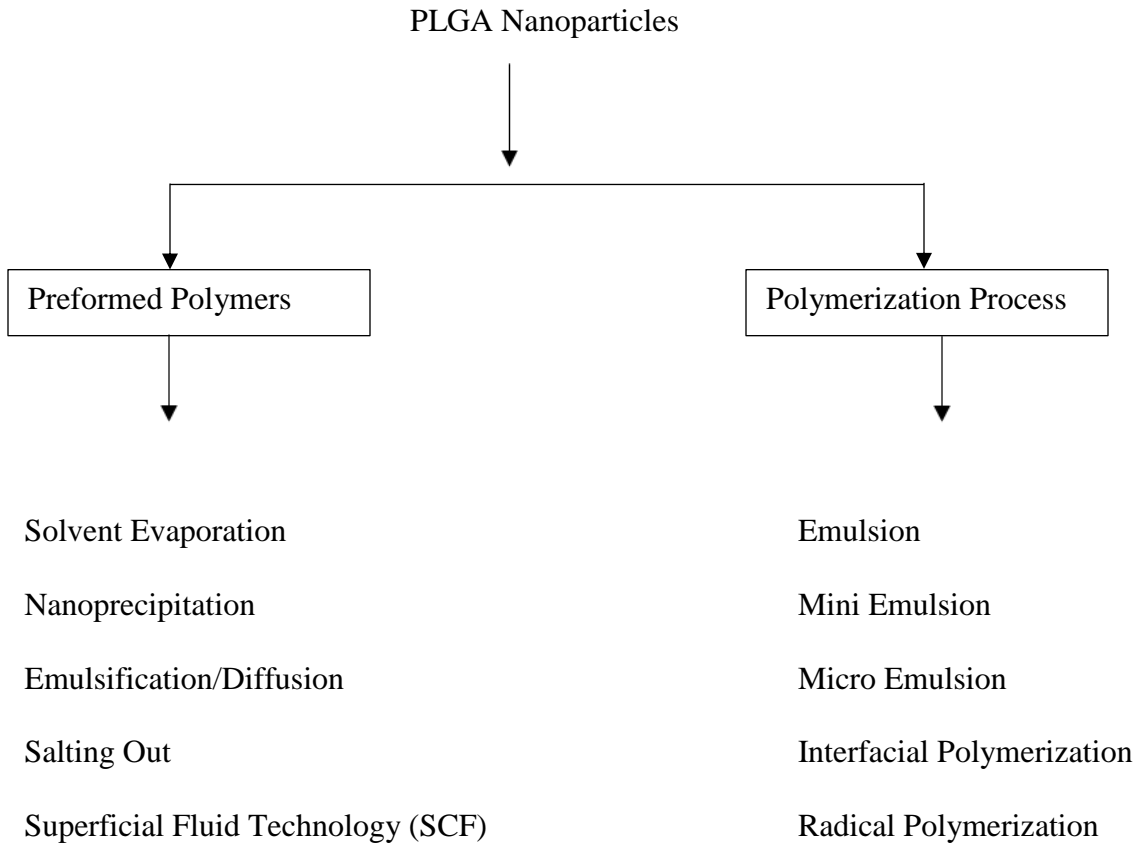 PLGA Nanoparticles
Preformed Polymers
Polymerization Process
Solvent Evaporation
Nanoprecipitation
Emulsification/Diffusion
Salting Out
Superficial Fluid Technology (SCF)
Emulsion
Mini Emulsion
Micro Emulsion
Interfacial Polymerization
Radical Polymerization